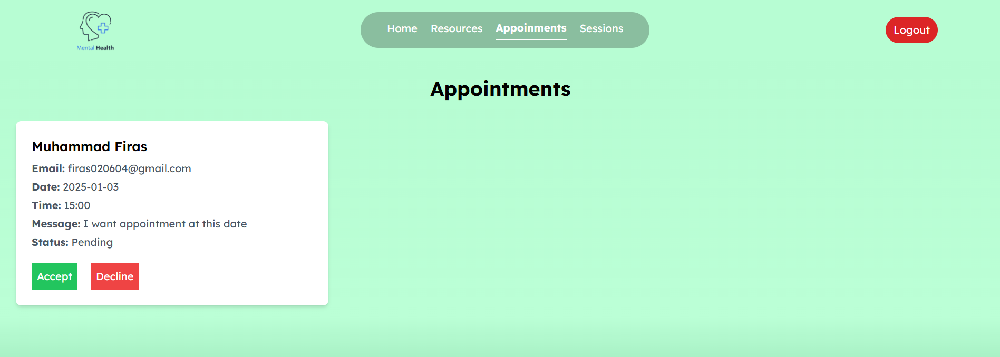 Mental Health
Home Resources Appoinments Sessions
Logout
Appointments
Muhammad Firas
Email: firas020604@gmail.com
Date: 2025-01-03
Time: 15:00
Message: I want appointment at this date
Status: Pending
Accept Decline